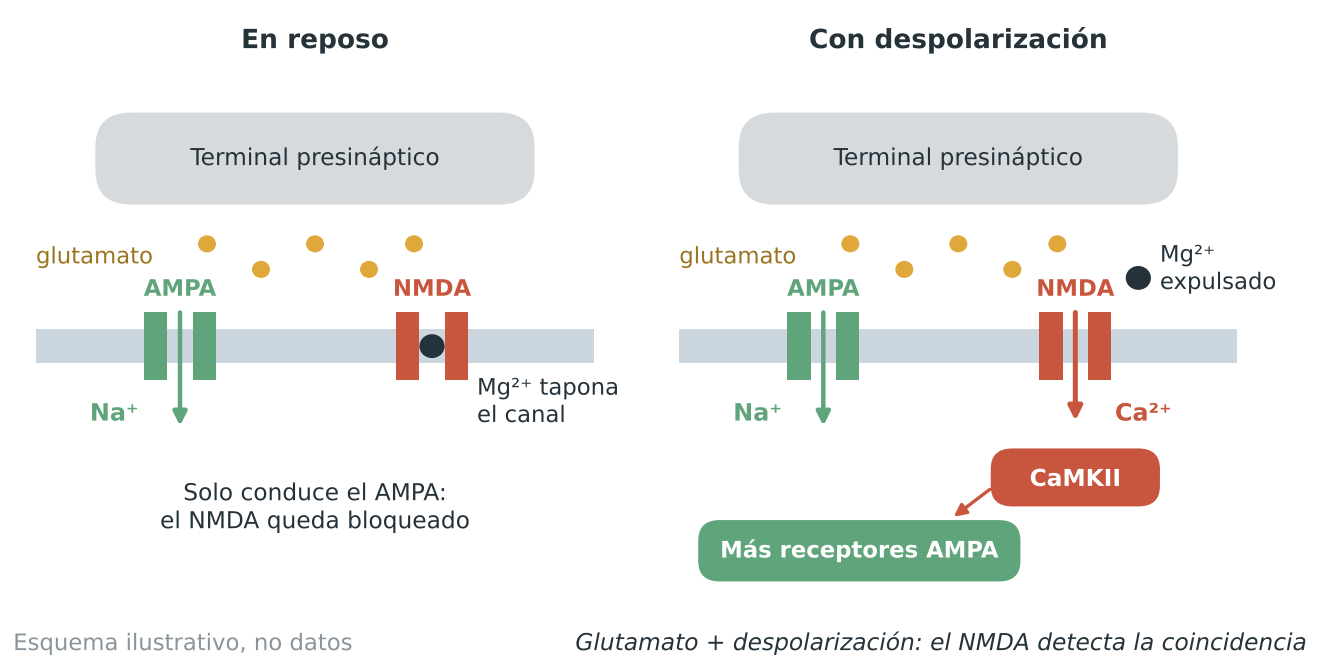 En reposo
Terminal presináptico
glutamato
AMPA
NMDA
Na⁺
Mg²⁺ tapona
el canal
Solo conduce el AMPA:
el NMDA queda bloqueado
Con despolarización
Terminal presináptico
glutamato
AMPA
NMDA
Mg²⁺
expulsado
Na⁺
Ca²⁺
CaMKII
Más receptores AMPA
Esquema ilustrativo, no datos
Glutamato + despolarización: el NMDA detecta la coincidencia